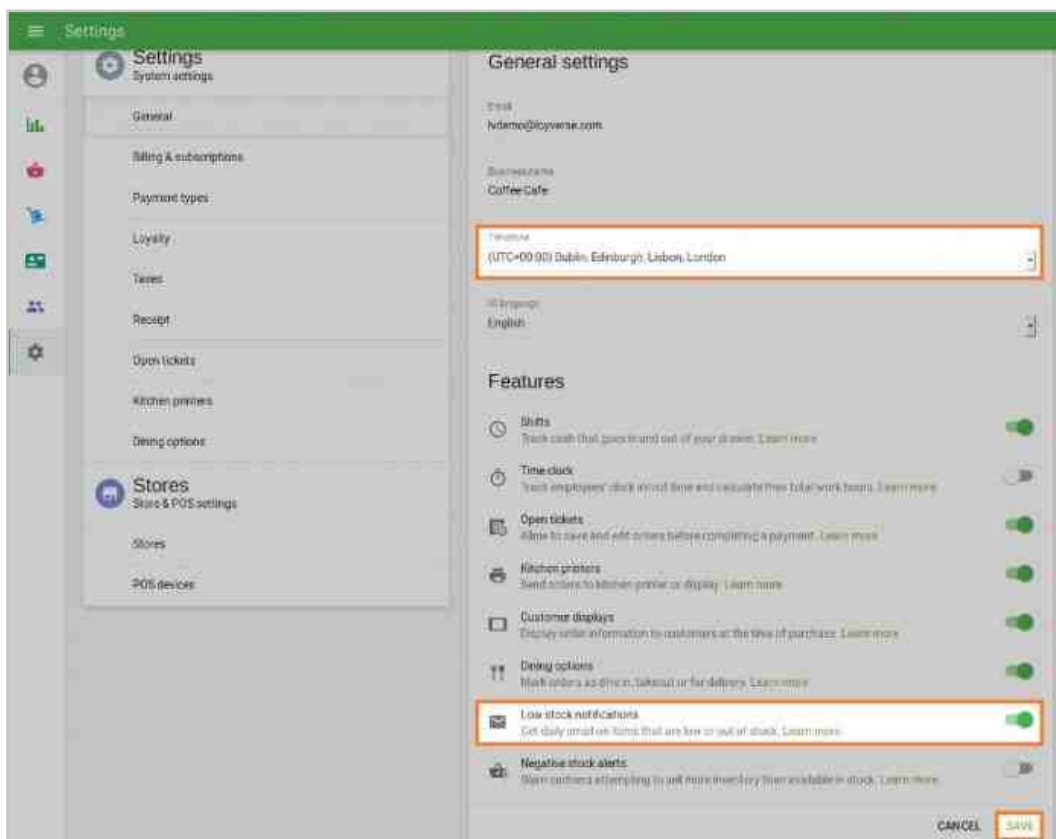 Settings
Settings
System settings
General
Billing & subscriptions
Payment types
Loyalty
Taxes
Receipt
Open tickets
Kitchen printers
Dining options
Stores
Store & POS settings
Stores
POS devices
General settings
Email
lvdemo@loyverse.com
Business name
Coffee Cafe
Timezone
(UTC+00:00) Dublin, Edinburgh, Lisbon, London
UI language
English
Features
Shifts
Track cash that goes in and out of your drawer. Learn more
Time clock
Track employees' clock in/out time and calculate their total work hours. Learn more
Open tickets
Allow to save and edit orders before completing a payment. Learn more
Kitchen printers
Send orders to kitchen printer or display. Learn more
Customer displays
Display order information to customers at the time of purchase. Learn more
Dining options
Mark orders as dine in, takeout or for delivery. Learn more
Low stock notifications
Get daily email on items that are low or out of stock. Learn more
Negative stock alerts
Warn cashiers attempting to sell more inventory than available in stock. Learn more
CANCEL SAVE